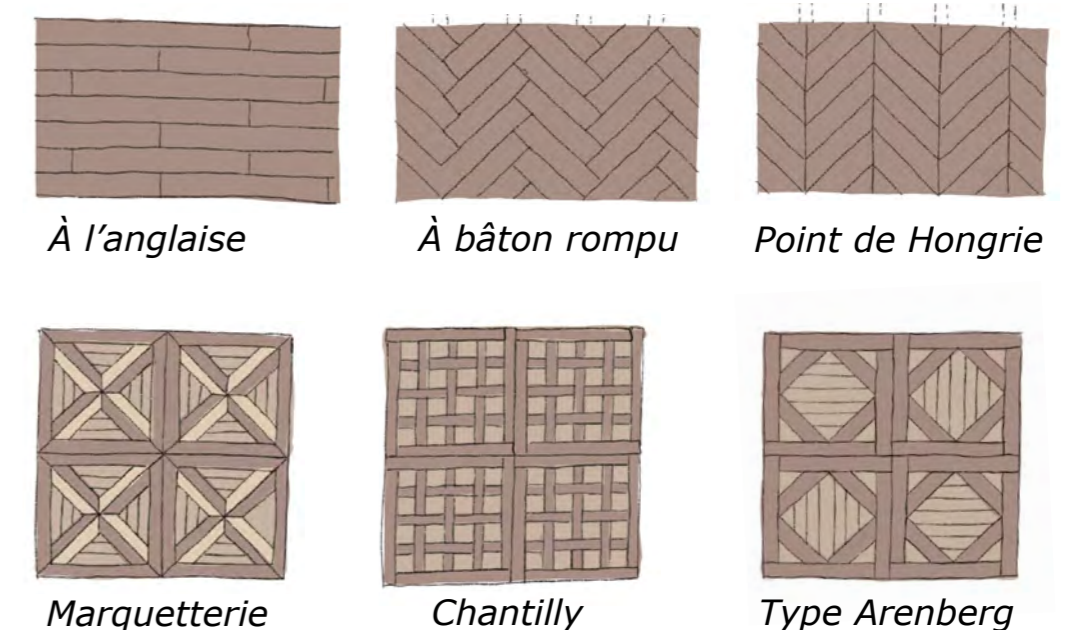 À l’anglaise
À bâton rompu
Point de Hongrie
Marquetterie
Chantilly
Type Arenberg